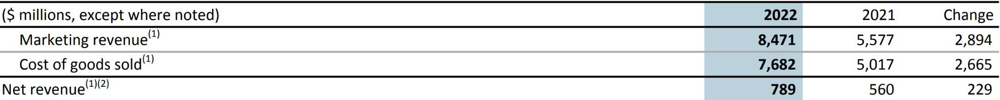 ($ millions, except where noted) 2022 2021 Change
Marketing revenue(1) 8,471 5,577 2,894
Cost of goods sold(1) 7,682 5,017 2,665
Net revenue(1)(2) 789 560 229